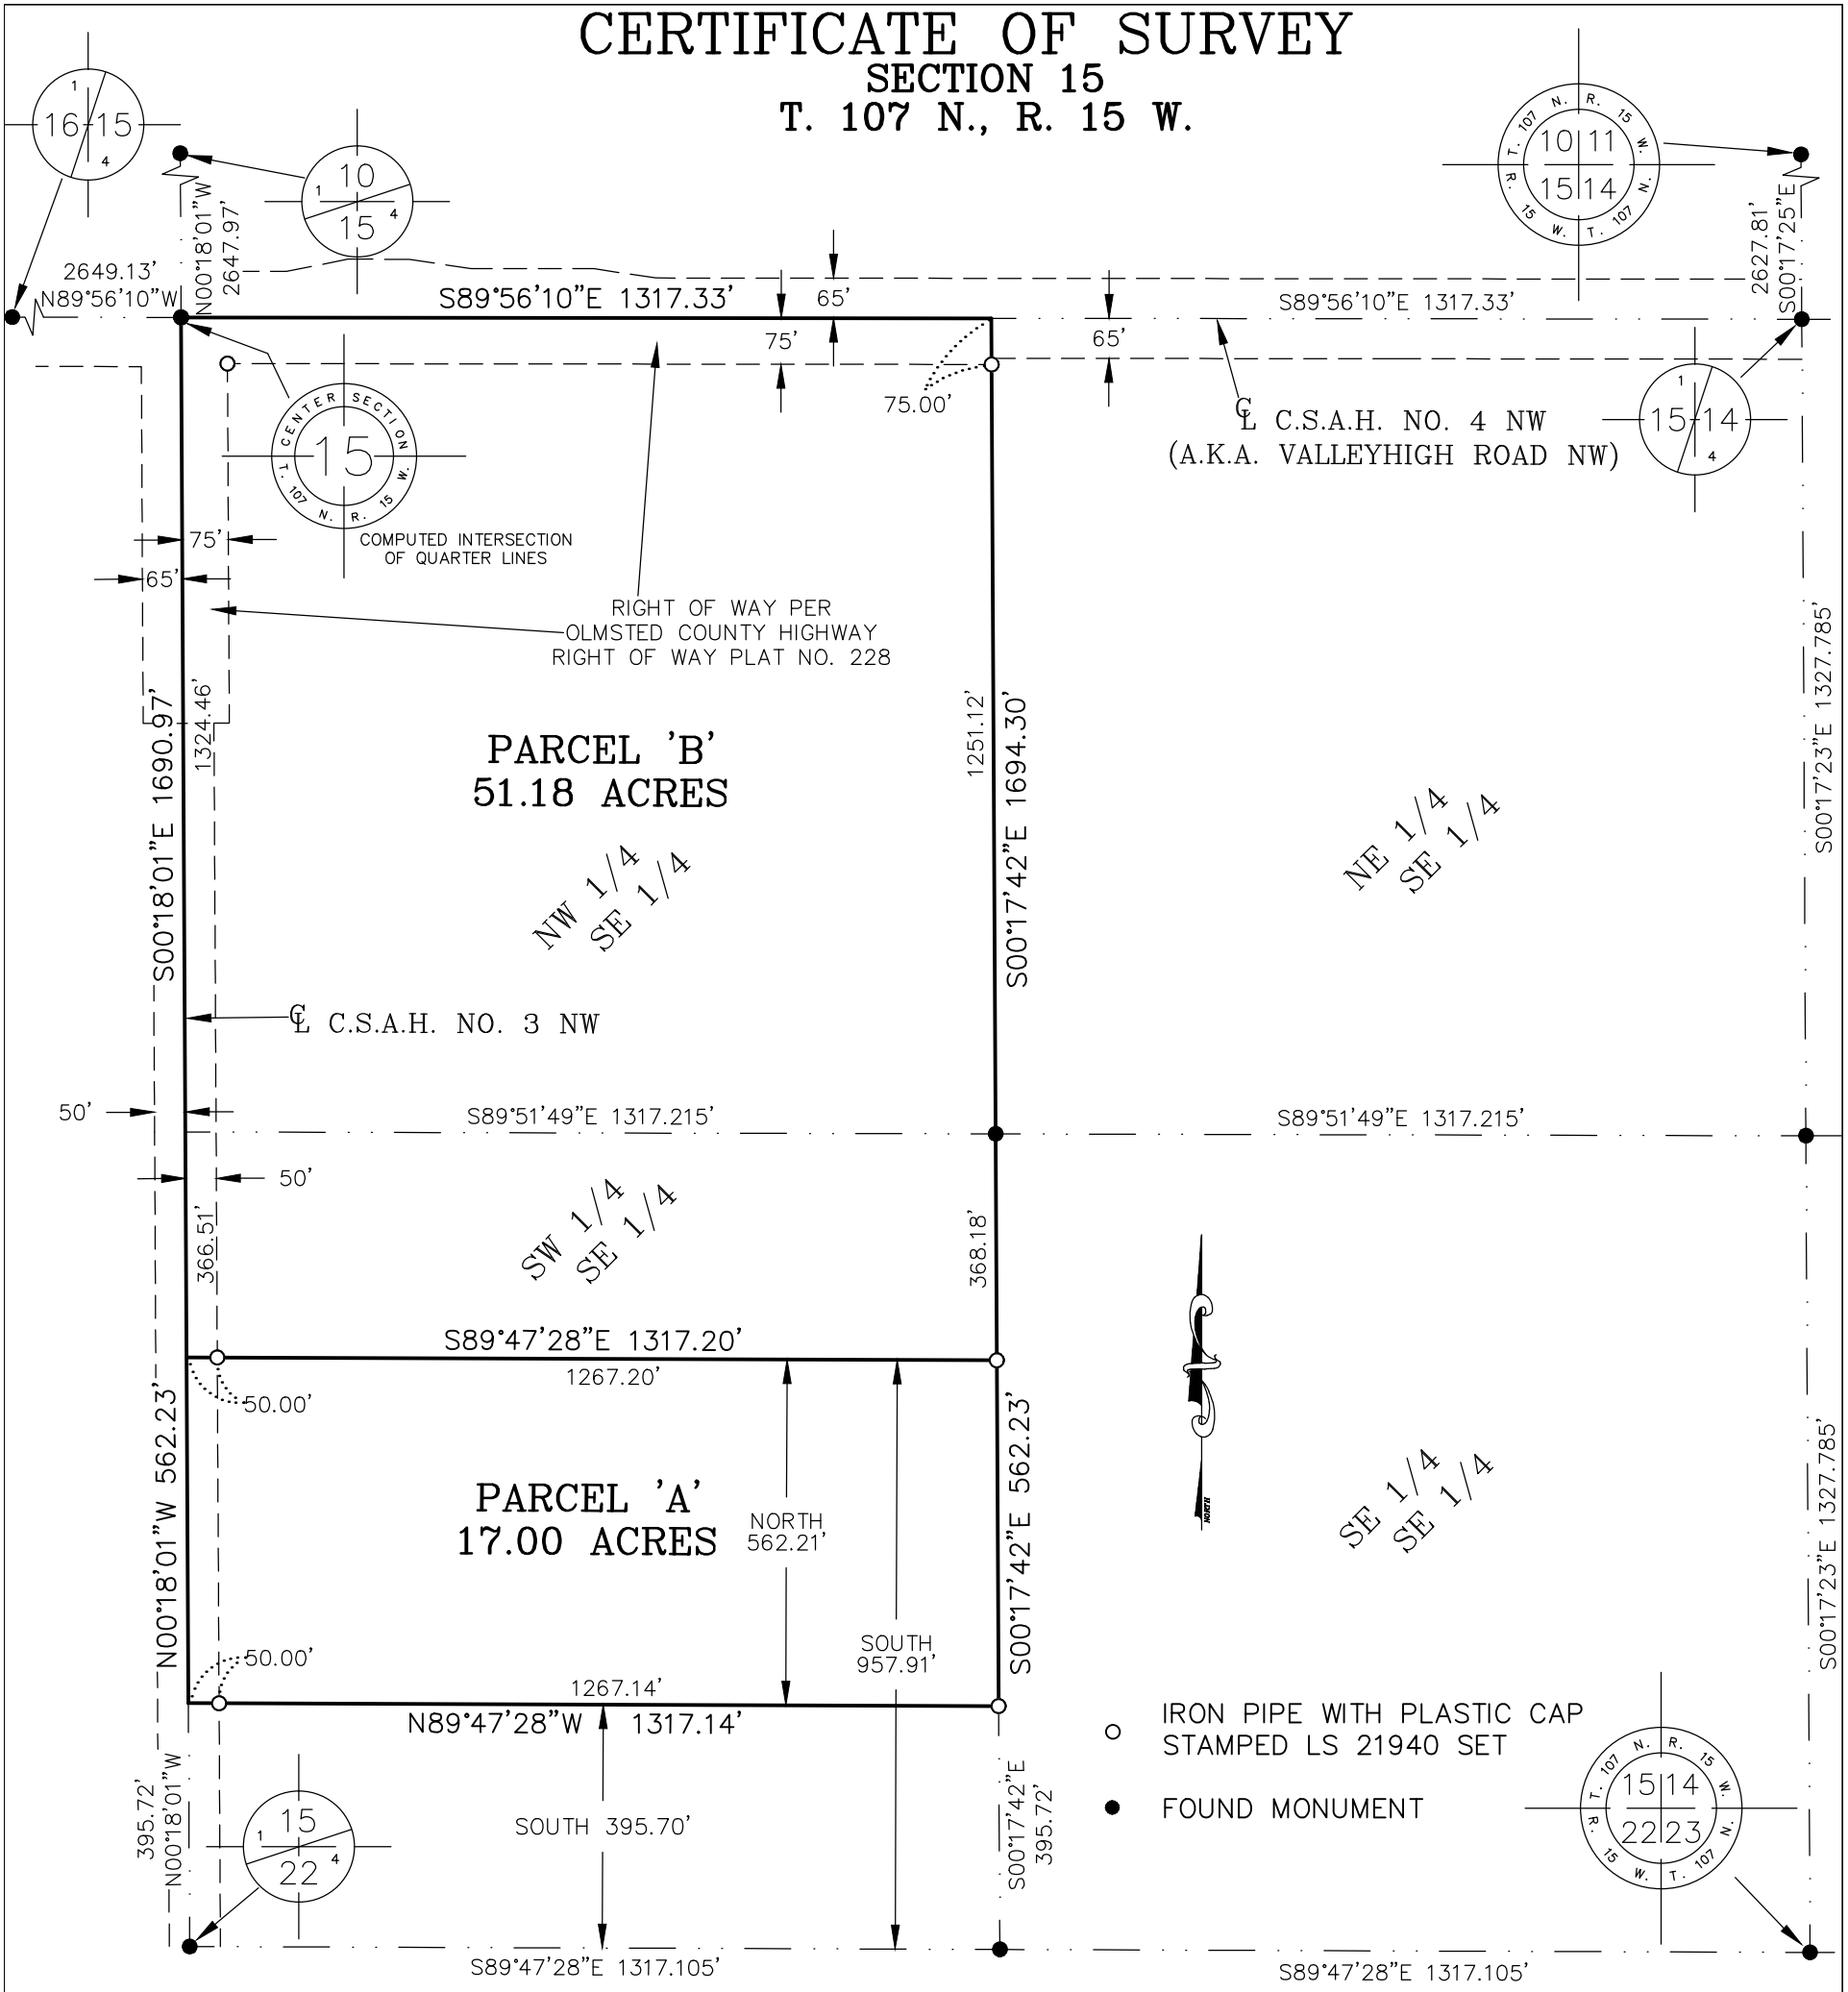 CERTIFICATE OF SURVEY
SECTION 15
T. 107 N., R. 15 W.
1
16 15
4
10
1 4
15
T. 107 N. R. 15 W.
10 11
15 14
R. 15 W. T. 107 N.
N00°18'01"W
2647.97'
2627.81'
S00°17'25"E
2649.13'
N89°56'10"W
S89°56'10"E 1317.33'
65'
S89°56'10"E 1317.33'
75'
65'
75.00'
℄ C.S.A.H. NO. 4 NW
(A.K.A. VALLEYHIGH ROAD NW)
1
15 14
4
CENTER SECTION
15
T. 107 N. R. 15 W.
COMPUTED INTERSECTION
OF QUARTER LINES
75'
65'
RIGHT OF WAY PER
OLMSTED COUNTY HIGHWAY
RIGHT OF WAY PLAT NO. 228
S00°18'01"E 1690.97'
1324.46'
PARCEL 'B'
51.18 ACRES
1251.12'
S00°17'42"E 1694.30'
S00°17'23"E 1327.785'
NW 1/4
SE 1/4
NE 1/4
SE 1/4
℄ C.S.A.H. NO. 3 NW
50'
S89°51'49"E 1317.215'
S89°51'49"E 1317.215'
50'
366.51'
SW 1/4
SE 1/4
368.18'
S89°47'28"E 1317.20'
1267.20'
50.00'
N00°18'01"W 562.23'
PARCEL 'A'
17.00 ACRES
NORTH
562.21'
S00°17'42"E 562.23'
NORTH
SE 1/4
SE 1/4
S00°17'23"E 1327.785'
SOUTH
957.91'
50.00'
1267.14'
N89°47'28"W 1317.14'
IRON PIPE WITH PLASTIC CAP
STAMPED LS 21940 SET
FOUND MONUMENT
395.72'
N00°18'01"W
15
1 4
22
SOUTH 395.70'
S00°17'42"E
395.72'
T. 107 N. R. 15 W.
15 14
22 23
R. 15 W. T. 107 N.
S89°47'28"E 1317.105'
S89°47'28"E 1317.105'